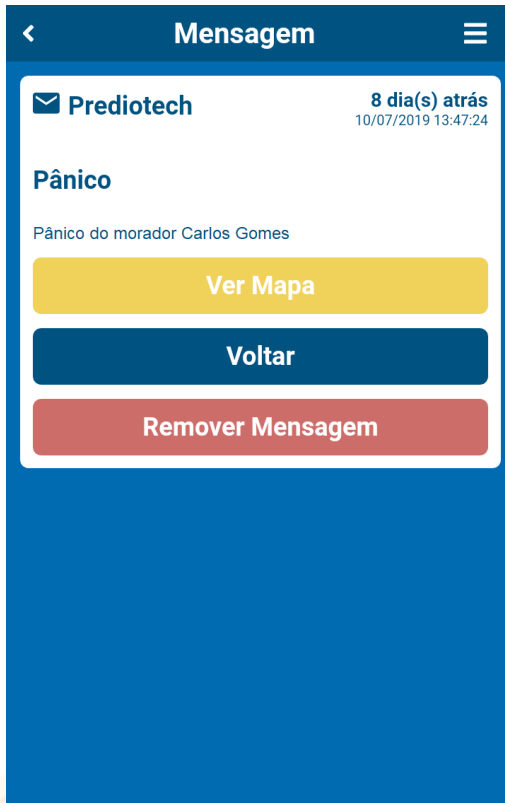 Mensagem
Prediotech
8 dia(s) atrás
10/07/2019 13:47:24
Pânico
Pânico do morador Carlos Gomes
Ver Mapa
Voltar
Remover Mensagem